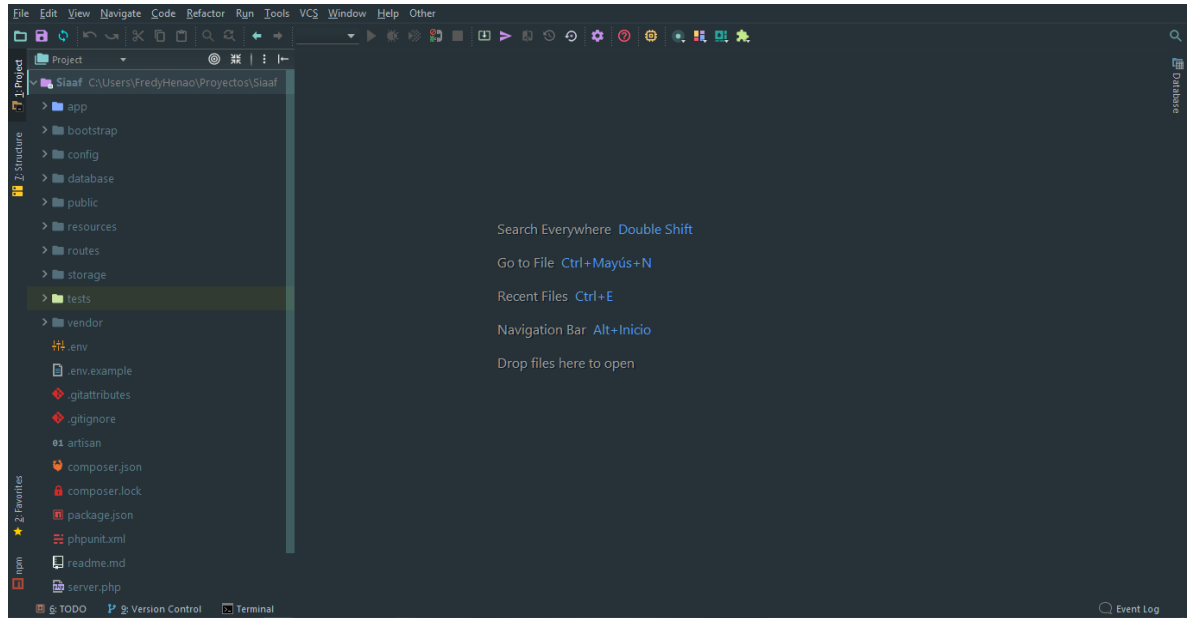 File Edit View Navigate Code Refactor Run Tools VCS Window Help Other
Project
1: Project
7: Structure
2: Favorites
npm
Siaaf C:\Users\FredyHenao\Proyectos\Siaaf
app
bootstrap
config
database
public
resources
routes
storage
tests
vendor
.env
.env.example
.gitattributes
.gitignore
01 artisan
composer.json
composer.lock
package.json
phpunit.xml
readme.md
php server.php
Search Everywhere Double Shift
Go to File Ctrl+Mayús+N
Recent Files Ctrl+E
Navigation Bar Alt+Inicio
Drop files here to open
Database
6: TODO 9: Version Control Terminal Event Log